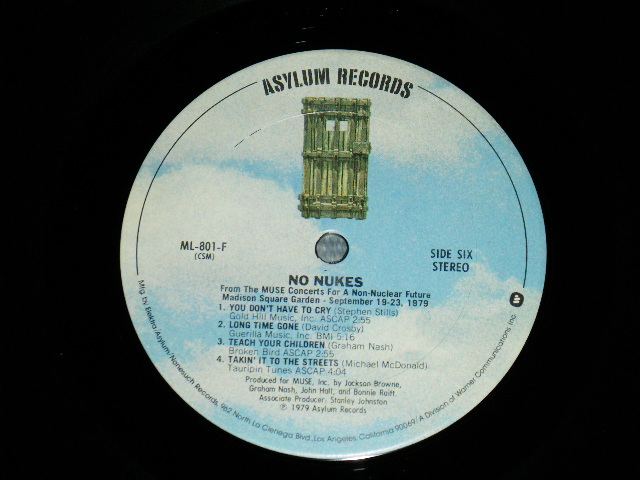 ASYLUM RECORDS
ML-801-F
(CSM)
SIDE SIX
STEREO
NO NUKES
From The MUSE Concerts For A Non-Nuclear Future
Madison Square Garden - September 19-23, 1979
1. YOU DON'T HAVE TO CRY (Stephen Stills)
Gold Hill Music, Inc. ASCAP 2:55
2. LONG TIME GONE (David Crosby)
Guerilla Music, Inc. BMI 5:16
3. TEACH YOUR CHILDREN (Graham Nash)
Broken Bird ASCAP 2:55
4. TAKIN' IT TO THE STREETS (Michael McDonald)
Tauripin Tunes ASCAP 4:04
Produced for MUSE, Inc. by Jackson Browne,
Graham Nash, John Hall, and Bonnie Raitt.
Associate Producer: Stanley Johnston
℗ 1979 Asylum Records
Mfg. by Elektra/Asylum/Nonesuch Records, 962 North La Cienega Blvd., Los Angeles, California 90069/A Division of Warner Communications Inc.